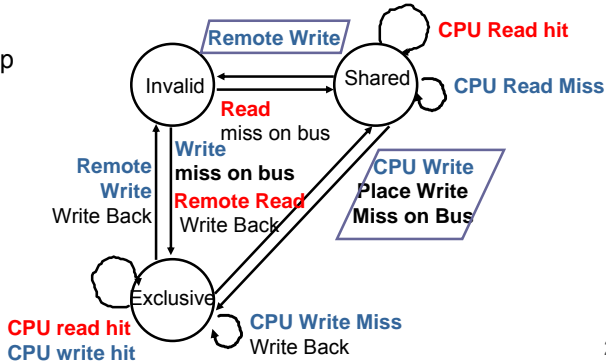 Remote Write
CPU Read hit
p
Invalid
Shared
CPU Read Miss
Read
miss on bus
Write
miss on bus
Remote
Write
Write Back
Remote Read
Write Back
CPU Write
Place Write
Miss on Bus
Exclusive
CPU read hit
CPU write hit
CPU Write Miss
Write Back